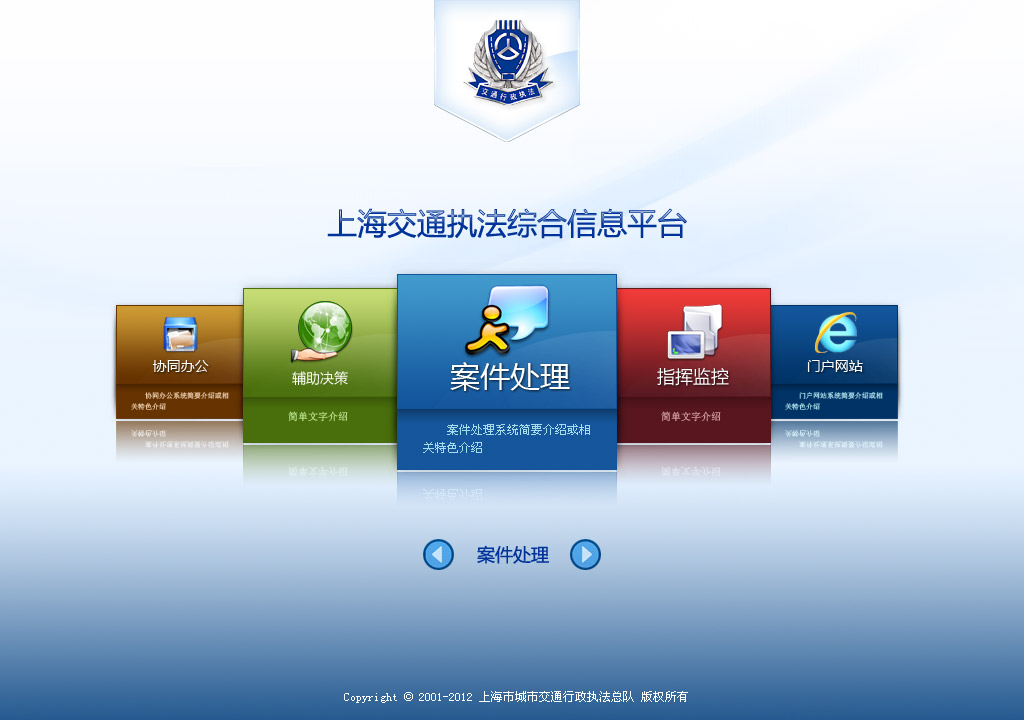 交通行政执法
上海交通执法综合信息平台
协同办公
协同办公系统简要介绍或相
关特色介绍
辅助决策
简单文字介绍
案件处理
案件处理系统简要介绍或相
关特色介绍
指挥监控
简单文字介绍
门户网站
门户网站系统简要介绍或相
关特色介绍
案件处理
Copyright © 2001-2012 上海市城市交通行政执法总队 版权所有